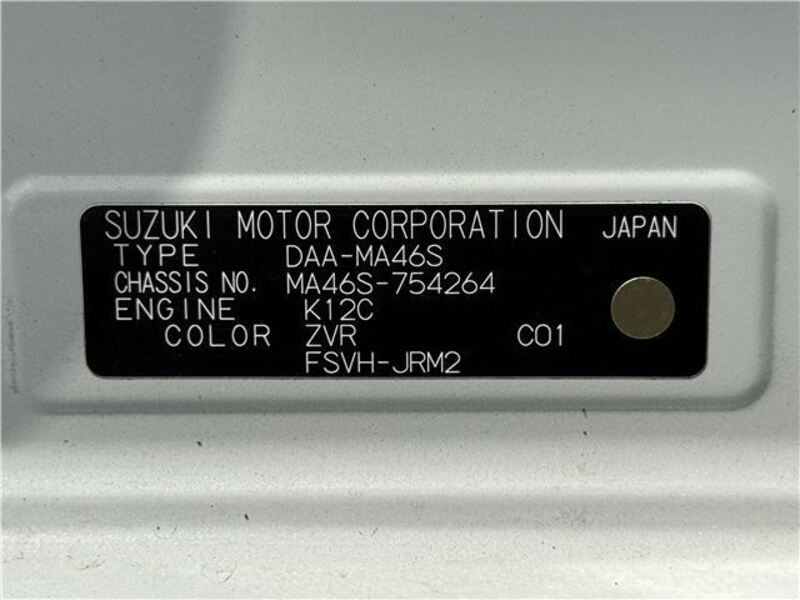 SUZUKI MOTOR CORPORATION JAPAN
TYPE DAA-MA46S
CHASSIS NO. MA46S-754264
ENGINE K12C
COLOR ZVR C01
FSVH-JRM2